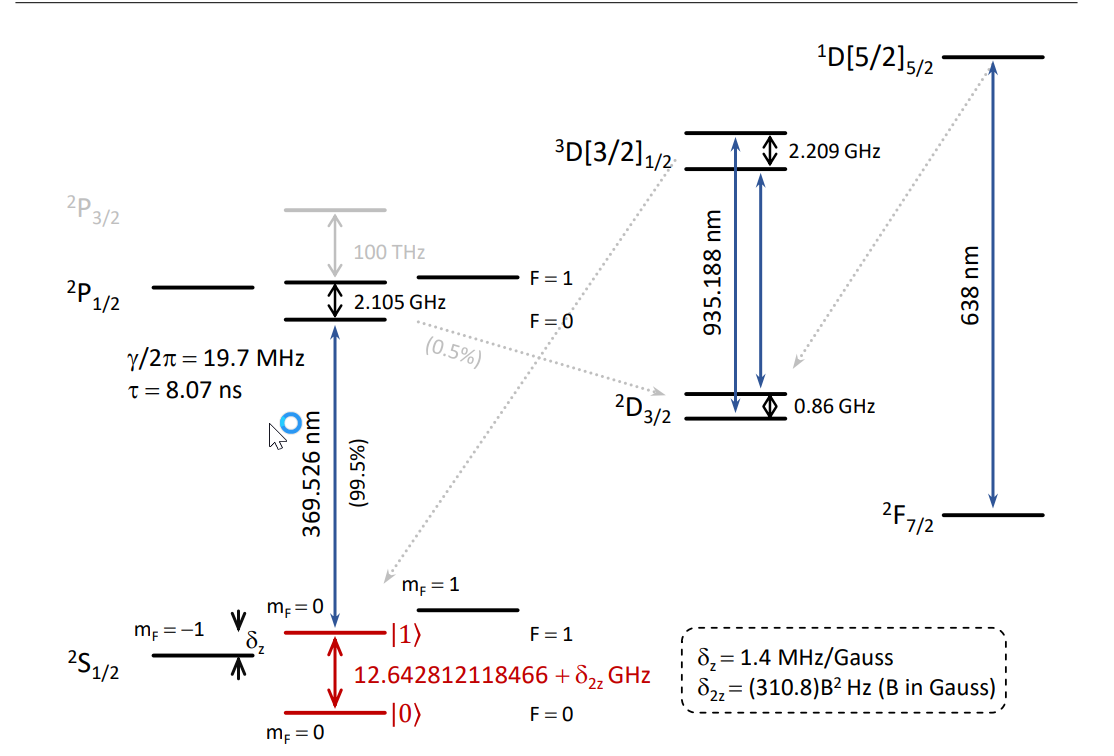 ¹D[5/2]₅/₂
³D[3/2]₁/₂
2.209 GHz
²P₃/₂
100 THz
935.188 nm
638 nm
²P₁/₂
F = 1
2.105 GHz
F = 0
(0.5%)
γ/2π = 19.7 MHz
τ = 8.07 ns
²D₃/₂
0.86 GHz
369.526 nm
(99.5%)
²F₇/₂
m_F = 1
m_F = 0
m_F = −1
δ_z
|1⟩
F = 1
²S₁/₂
12.642812118466 + δ₂z GHz
|0⟩
F = 0
m_F = 0
δ_z = 1.4 MHz/Gauss
δ₂z = (310.8)B² Hz (B in Gauss)